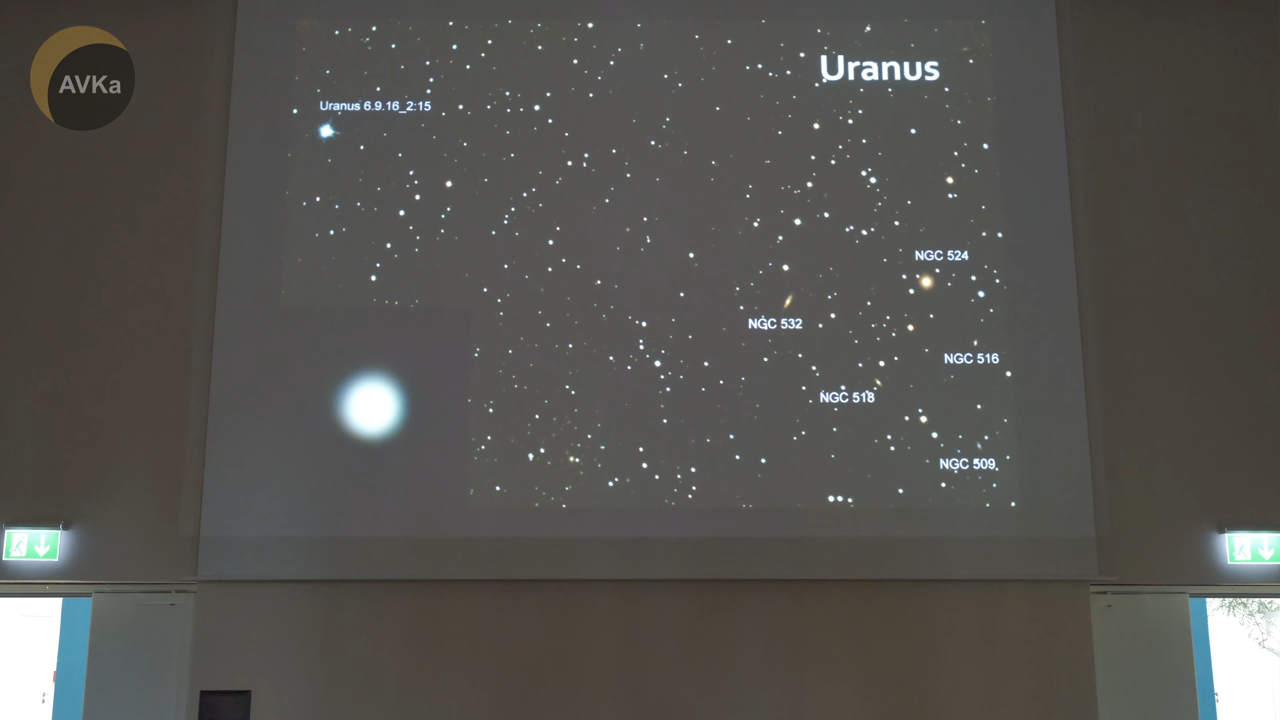 AVKa
Uranus
Uranus 6.9.16_2:15
NGC 524
NGC 532
NGC 516
NGC 518
NGC 509